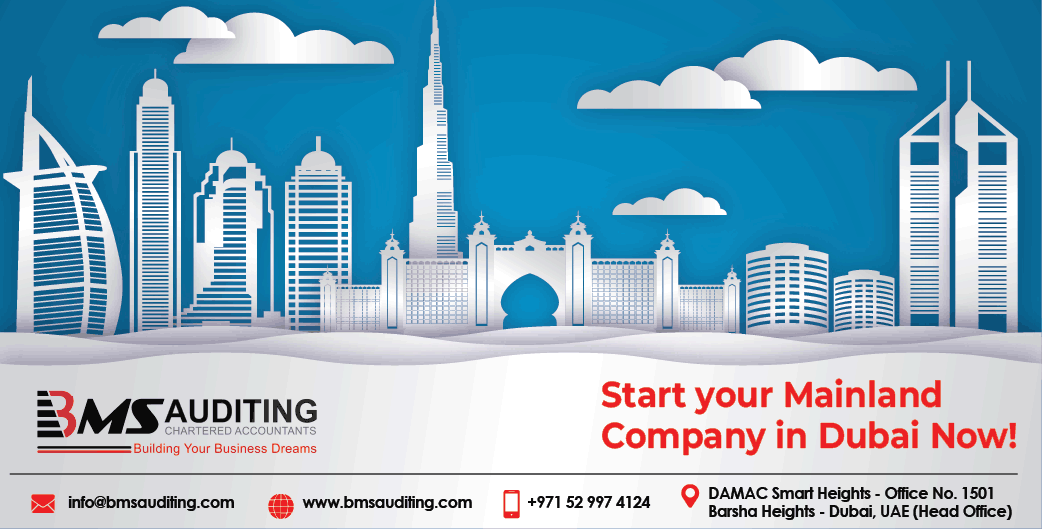 BMS AUDITING
CHARTERED ACCOUNTANTS
Building Your Business Dreams
Start your Mainland
Company in Dubai Now!
info@bmsauditing.com
www.bmsauditing.com
+971 52 997 4124
DAMAC Smart Heights - Office No. 1501
Barsha Heights - Dubai, UAE (Head Office)